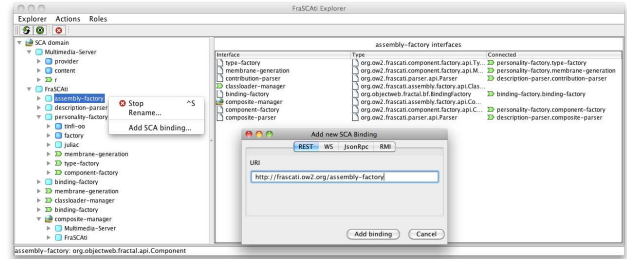 FraSCAti Explorer
Explorer Actions Roles
SCA domain
Multimedia-Server
provider
content
r
FraSCAti
assembly-factory
description-parser
personality-factory
tinfi-oo
factory
juliac
membrane-generation
type-factory
component-factory
binding-factory
membrane-generation
classloader-manager
binding-factory
composite-manager
Multimedia-Server
FraSCAti
Stop ^S
Rename...
Add SCA binding...
assembly-factory interfaces
Interface Type Connected
type-factory org.ow2.frascati.component.factory.api.Ty... personality-factory.type-factory
membrane-generation org.ow2.frascati.component.factory.api.M... personality-factory.membrane-generation
contribution-parser org.ow2.frascati.parser.api.Parser description-parser.contribution-parser
classloader-manager org.ow2.frascati.assembly.factory.api.Clas...
binding-factory org.objectweb.fractal.bf.BindingFactory binding-factory.binding-factory
composite-manager org.ow2.frascati.assembly.factory.api.Co...
component-factory org.ow2.frascati.component.factory.api.C... personality-factory.component-factory
composite-parser org.ow2.frascati.parser.api.Parser description-parser.composite-parser
Add new SCA Binding
REST WS JsonRpc RMI
URI
http://frascati.ow2.org/assembly-factory
Add binding Cancel
assembly-factory: org.objectweb.fractal.api.Component